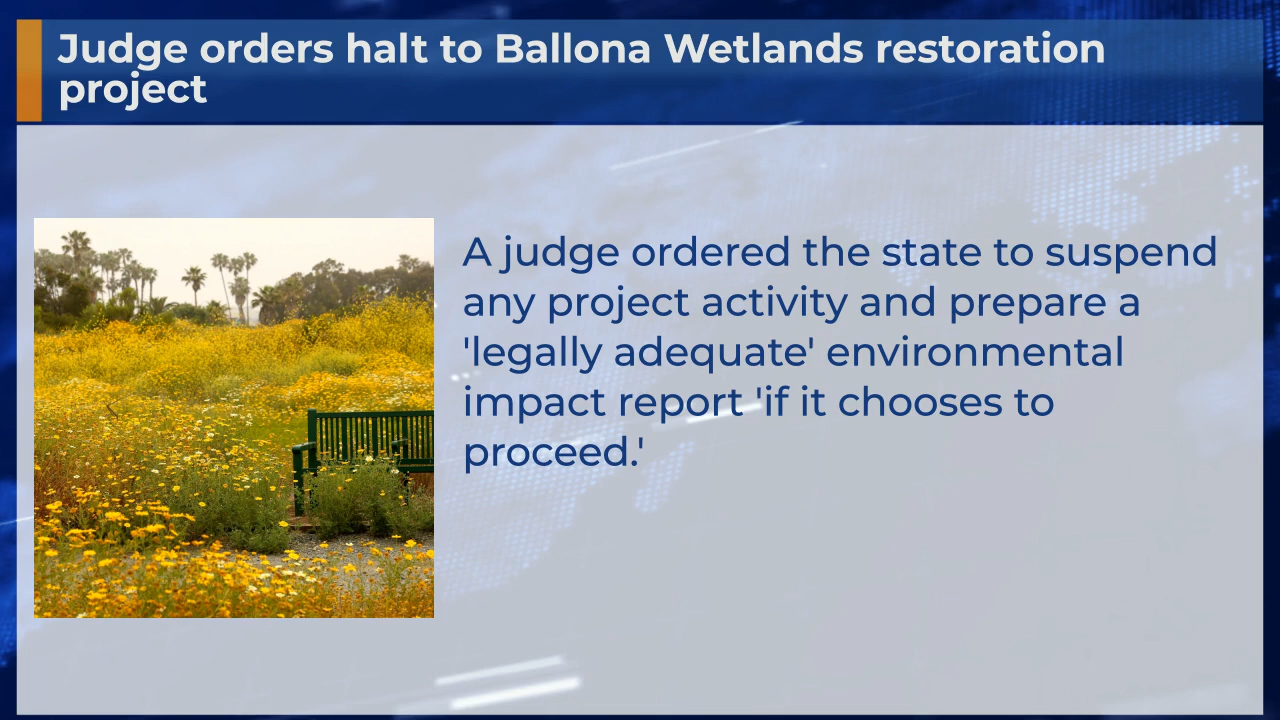 Judge orders halt to Ballona Wetlands restoration
project
A judge ordered the state to suspend
any project activity and prepare a
'legally adequate' environmental
impact report 'if it chooses to
proceed.'